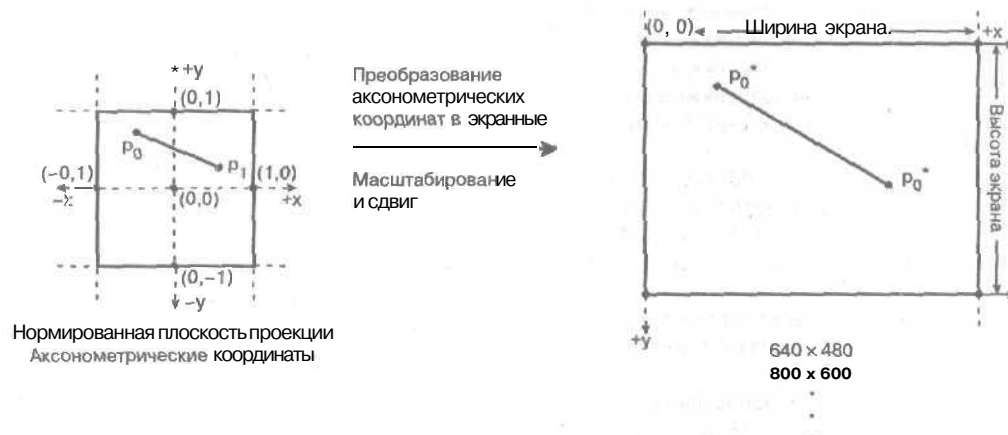 * +y
(0,1)
p₀
p₁
(-0,1)
(1,0)
-x
(0,0)
+x
(0,-1)
-y
Нормированная плоскость проекции
Аксонометрические координаты
Преобразование
аксонометрических
координат в экранные
Масштабирование
и сдвиг
(0, 0)
Ширина экрана.
+x
p₀*
p₀*
Высота экрана
+y
640 × 480
800 x 600